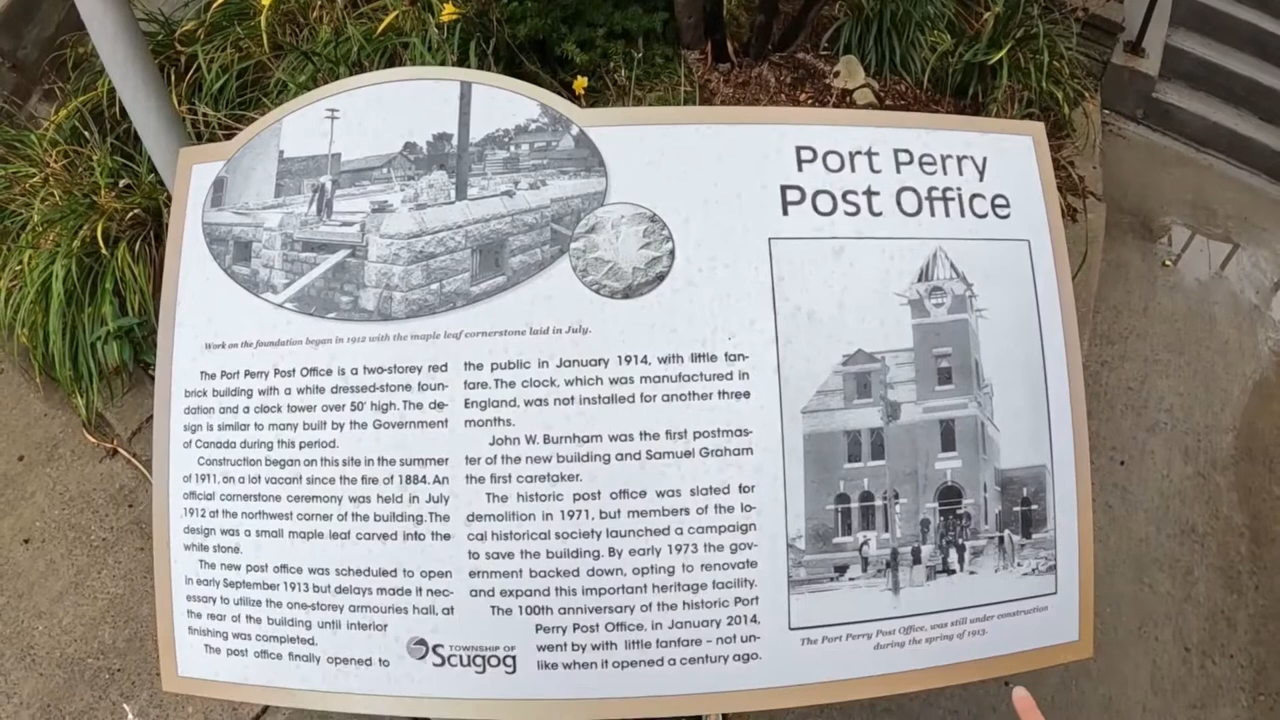 Port Perry
Post Office
Work on the foundation began in 1912 with the maple leaf cornerstone laid in July.
The Port Perry Post Office is a two-storey red
brick building with a white dressed-stone foun-
dation and a clock tower over 50' high. The de-
sign is similar to many built by the Government
of Canada during this period.
Construction began on this site in the summer
of 1911, on a lot vacant since the fire of 1884. An
official cornerstone ceremony was held in July
1912 at the northwest corner of the building. The
design was a small maple leaf carved into the
white stone.
The new post office was scheduled to open
in early September 1913 but delays made it nec-
essary to utilize the one-storey armouries hall, at
the rear of the building until interior
finishing was completed.
The post office finally opened to
the public in January 1914, with little fan-
fare. The clock, which was manufactured in
England, was not installed for another three
months.
John W. Burnham was the first postmas-
ter of the new building and Samuel Graham
the first caretaker.
The historic post office was slated for
demolition in 1971, but members of the lo-
cal historical society launched a campaign
to save the building. By early 1973 the gov-
ernment backed down, opting to renovate
and expand this important heritage facility.
The 100th anniversary of the historic Port
Perry Post Office, in January 2014,
went by with little fanfare – not un-
like when it opened a century ago.
TOWNSHIP OF
Scugog
The Port Perry Post Office, was still under construction
during the spring of 1913.